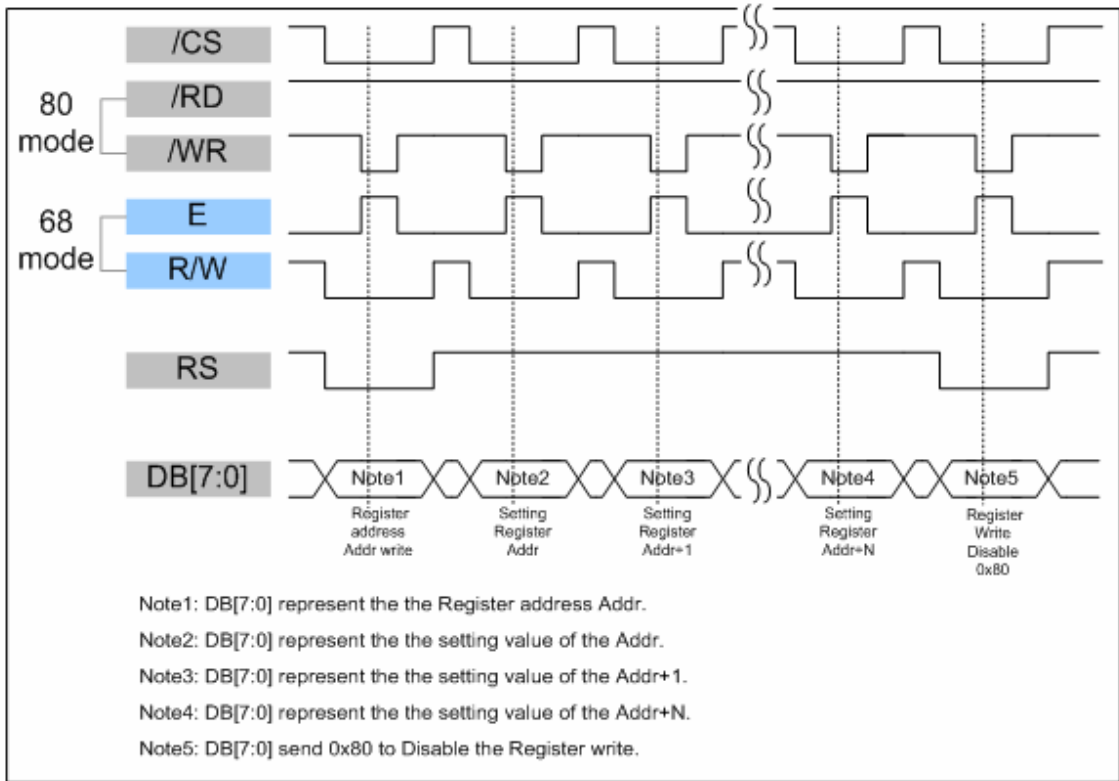 /CS
80
mode
/RD
/WR
68
mode
E
R/W
RS
DB[7:0]
Note1
Note2
Note3
Note4
Note5
Register
address
Addr write
Setting
Register
Addr
Setting
Register
Addr+1
Setting
Register
Addr+N
Register
Write
Disable
0x80
Note1: DB[7:0] represent the the Register address Addr.
Note2: DB[7:0] represent the the setting value of the Addr.
Note3: DB[7:0] represent the the setting value of the Addr+1.
Note4: DB[7:0] represent the the setting value of the Addr+N.
Note5: DB[7:0] send 0x80 to Disable the Register write.